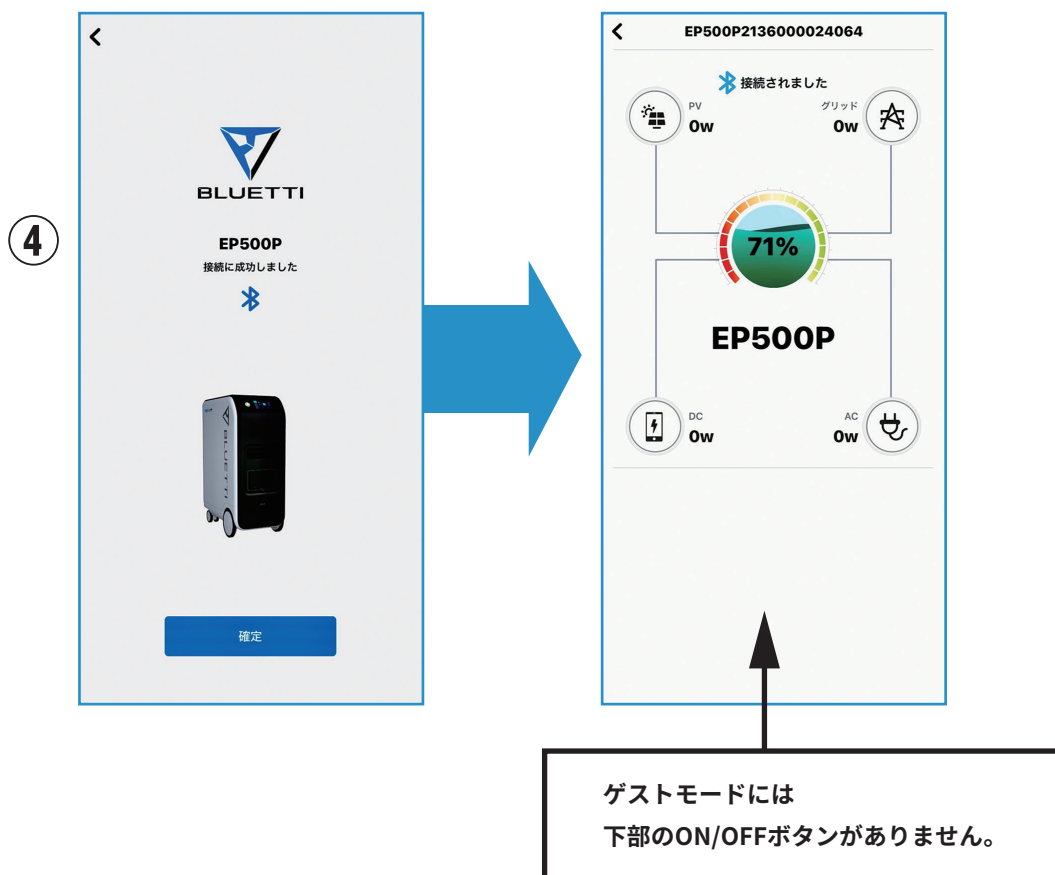 ④
BLUETTI
EP500P
接続に成功しました
BLUETTI
確定
EP500P2136000024064
接続されました
PV
0w
グリッド
0w
71%
EP500P
DC
0w
AC
0w
ゲストモードには
下部のON/OFFボタンがありません。